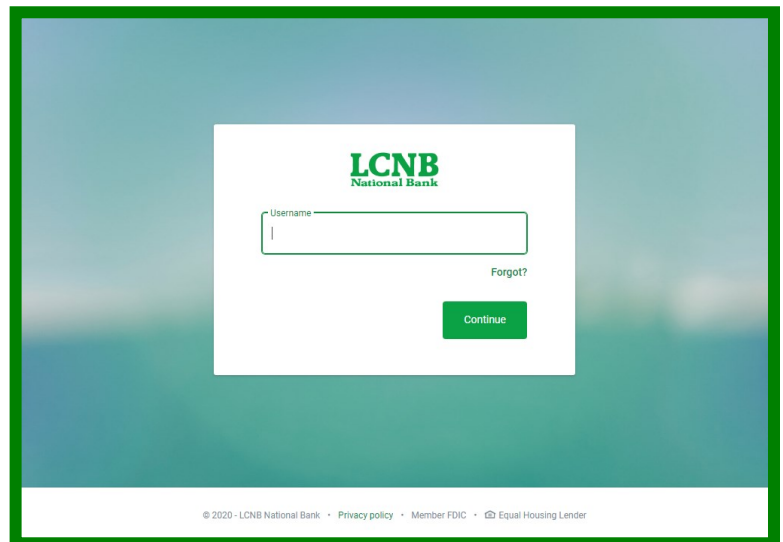 LCNB
National Bank
Username
Forgot?
Continue
© 2020 - LCNB National Bank • Privacy policy • Member FDIC • Equal Housing Lender